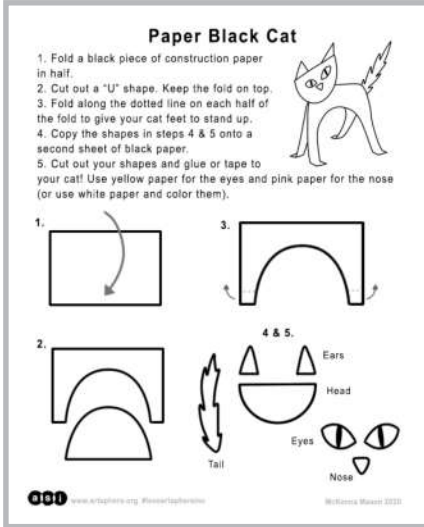 Paper Black Cat
1. Fold a black piece of construction paper
in half.
2. Cut out a "U" shape. Keep the fold on top.
3. Fold along the dotted line on each half of
the fold to give your cat feet to stand up.
4. Copy the shapes in steps 4 & 5 onto a
second sheet of black paper.
5. Cut out your shapes and glue or tape to
your cat! Use yellow paper for the eyes and pink paper for the nose
(or use white paper and color them).
1.
3.
2.
4 & 5.
Ears
Head
Eyes
Tail
Nose
asi www.artsphere.org
McKenna Mason 2020